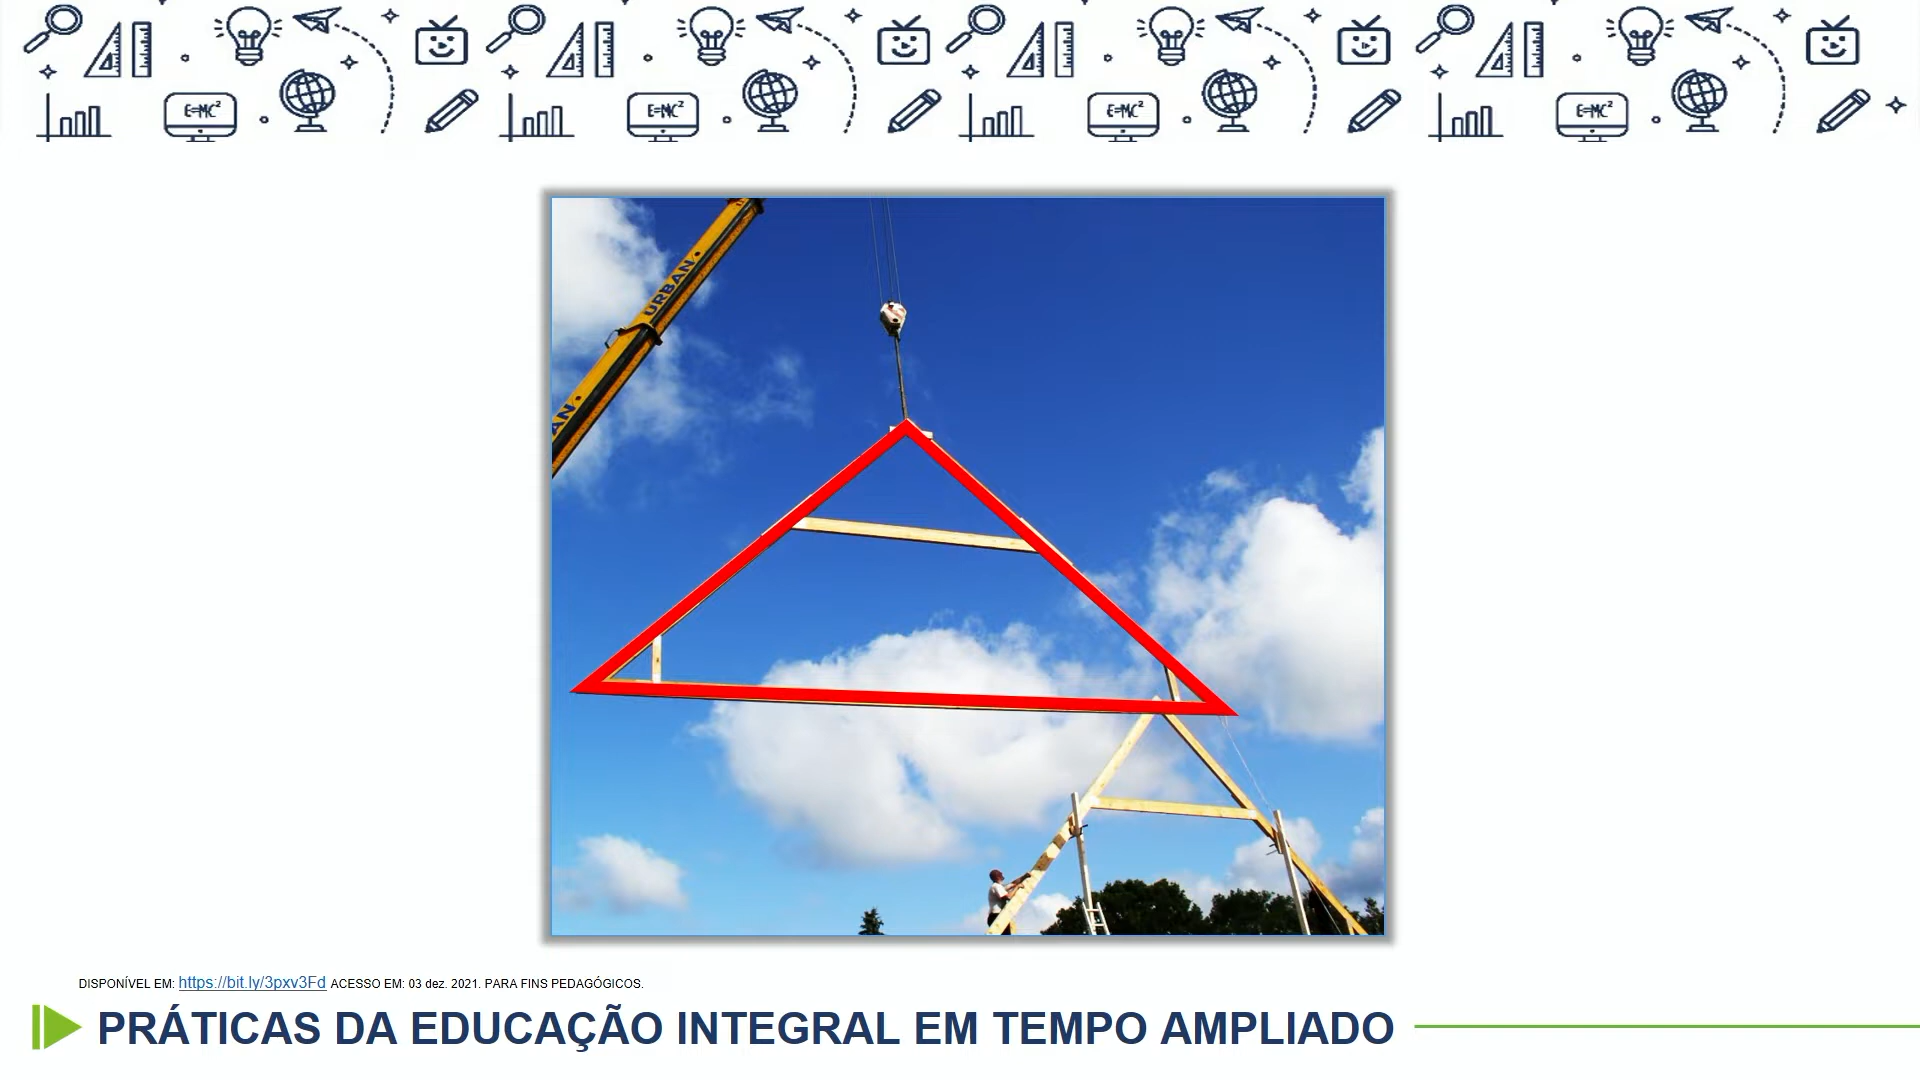 E=MC²
E=MC²
E=MC²
E=MC²
URBAN
AN
DISPONÍVEL EM: https://bit.ly/3pxv3Fd ACESSO EM: 03 dez. 2021. PARA FINS PEDAGÓGICOS.
PRÁTICAS DA EDUCAÇÃO INTEGRAL EM TEMPO AMPLIADO